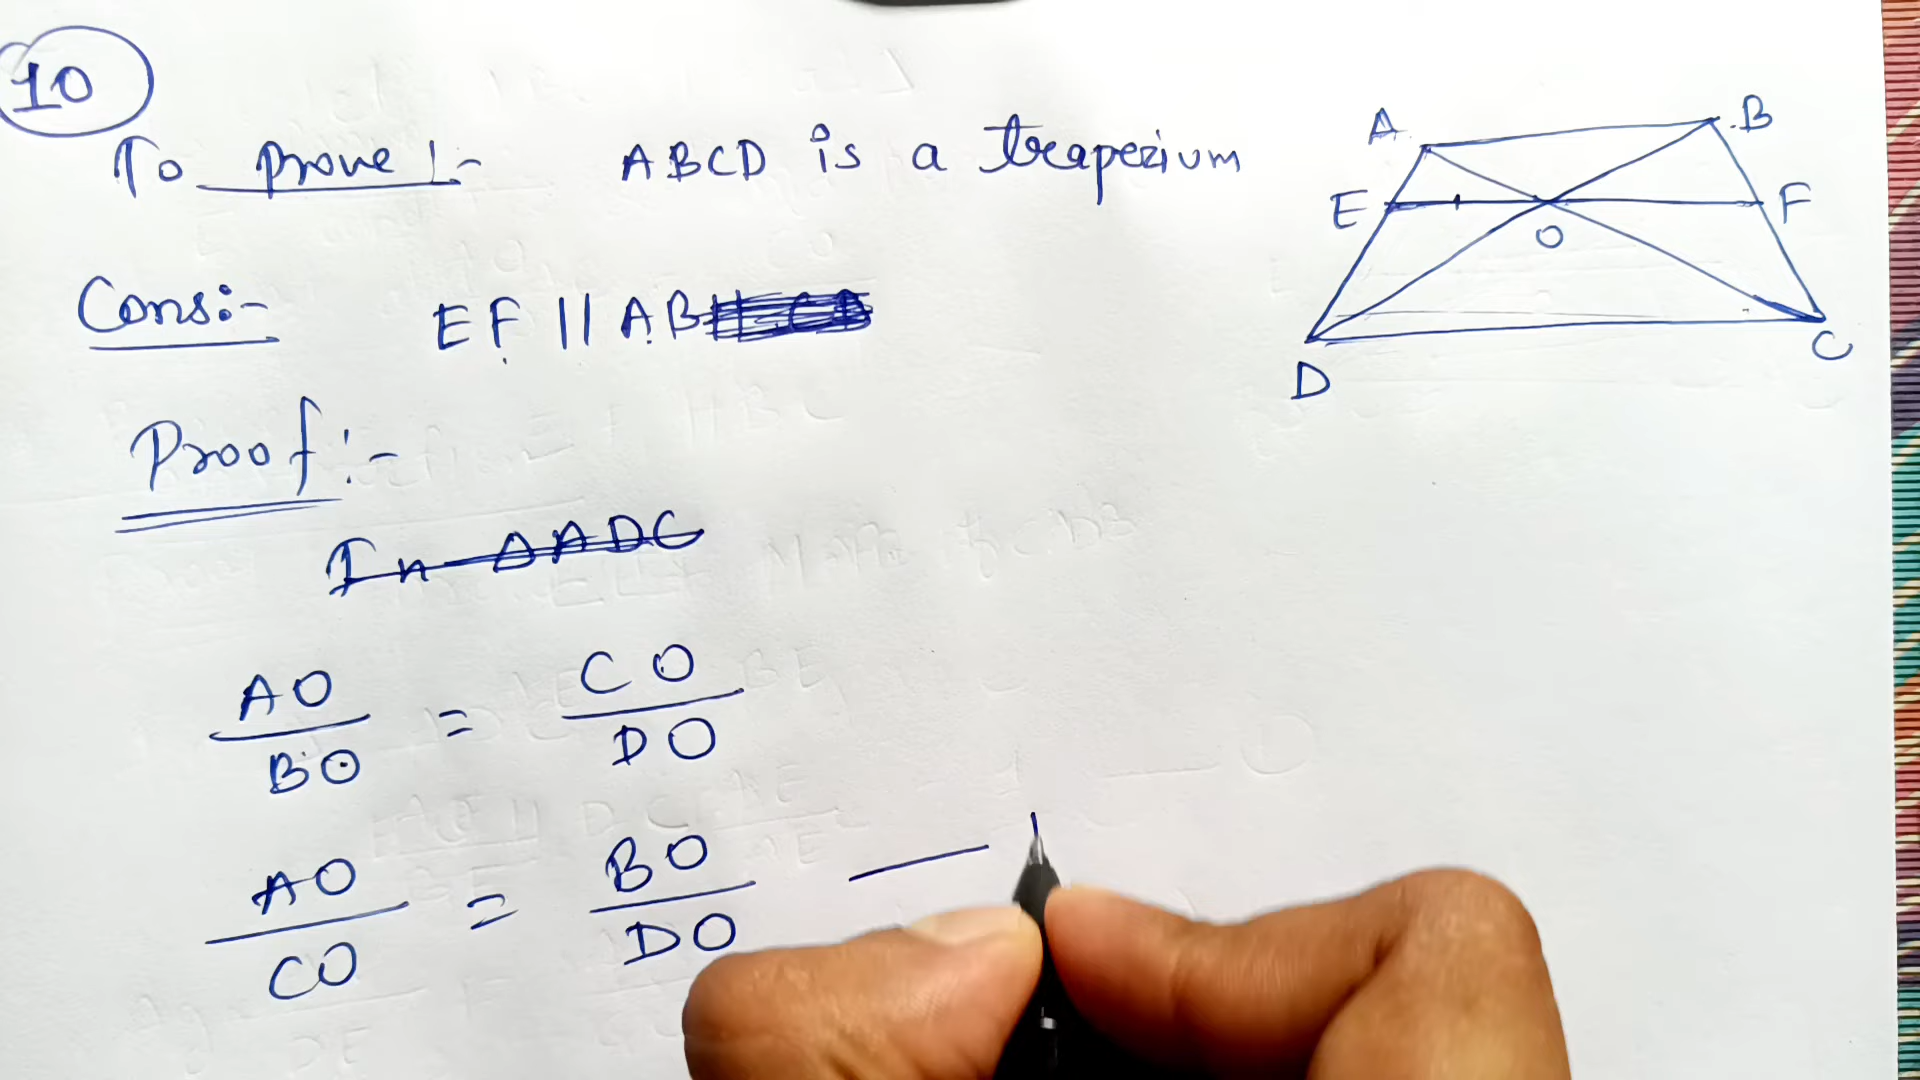 10
To prove :- ABCD is a trapezium
Cons:- EF || AB
Proof :-
In △ADC
AO/BO = CO/DO
AO/CO = BO/DO —
A
B
E
F
O
D
C